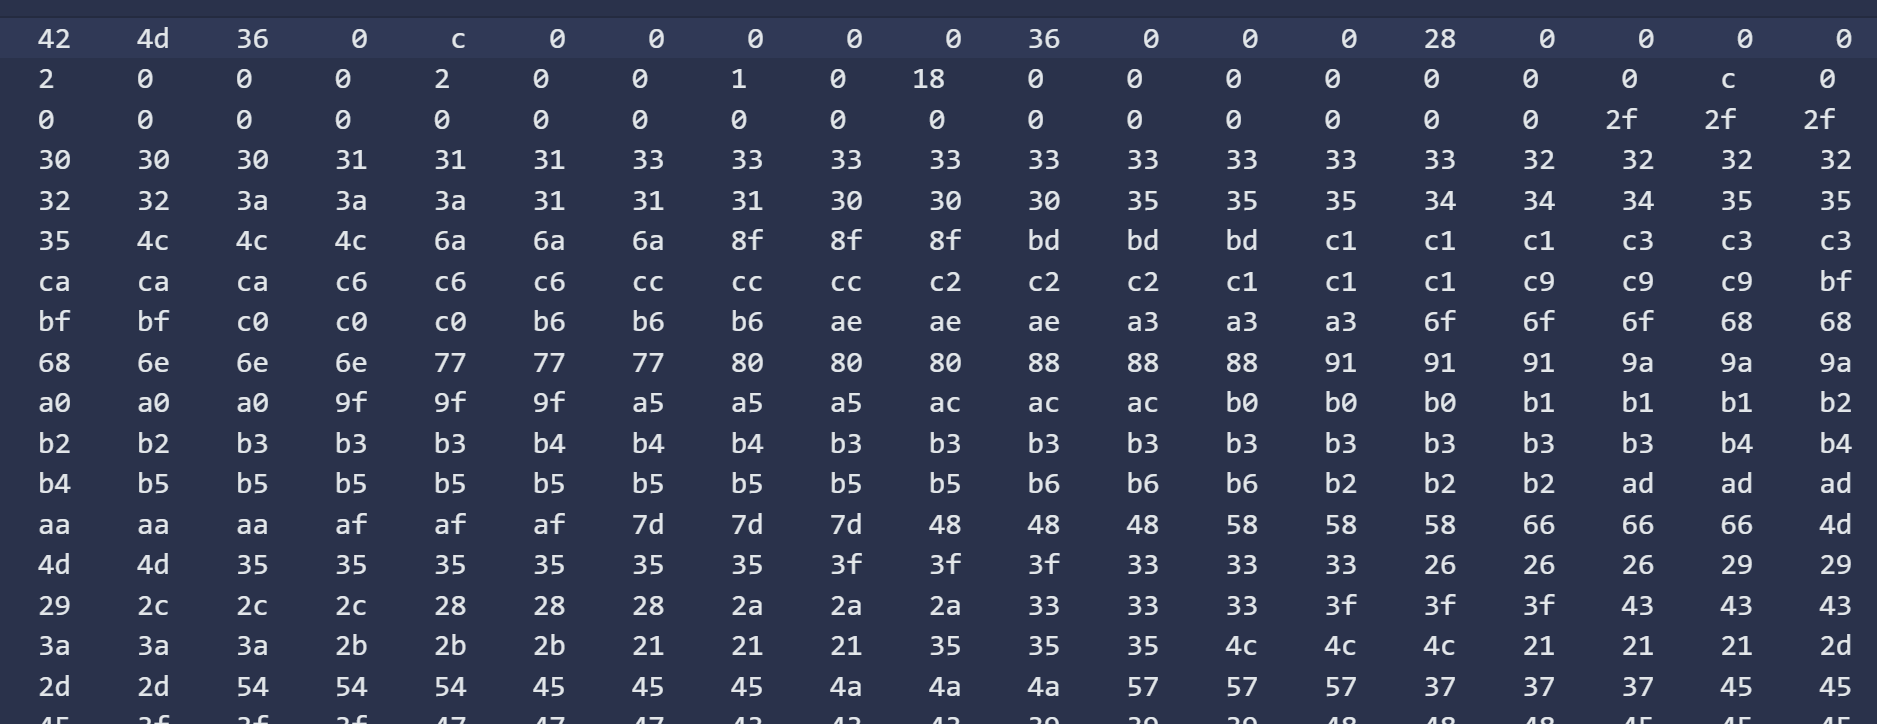 42 4d 36 0 c 0 0 0 0 0 36 0 0 0 28 0 0 0 0
2 0 0 0 2 0 0 1 0 18 0 0 0 0 0 0 0 c 0
0 0 0 0 0 0 0 0 0 0 0 0 0 0 0 0 2f 2f 2f
30 30 30 31 31 31 33 33 33 33 33 33 33 33 33 32 32 32 32
32 32 3a 3a 3a 31 31 31 30 30 30 35 35 35 34 34 34 35 35
35 4c 4c 4c 6a 6a 6a 8f 8f 8f bd bd bd c1 c1 c1 c3 c3 c3
ca ca ca c6 c6 c6 cc cc cc c2 c2 c2 c1 c1 c1 c9 c9 c9 bf
bf bf c0 c0 c0 b6 b6 b6 ae ae ae a3 a3 a3 6f 6f 6f 68 68
68 6e 6e 6e 77 77 77 80 80 80 88 88 88 91 91 91 9a 9a 9a
a0 a0 a0 9f 9f 9f a5 a5 a5 ac ac ac b0 b0 b0 b1 b1 b1 b2
b2 b2 b3 b3 b3 b4 b4 b4 b3 b3 b3 b3 b3 b3 b3 b3 b3 b4 b4
b4 b5 b5 b5 b5 b5 b5 b5 b5 b5 b6 b6 b6 b2 b2 b2 ad ad ad
aa aa aa af af af 7d 7d 7d 48 48 48 58 58 58 66 66 66 4d
4d 4d 35 35 35 35 35 35 3f 3f 3f 33 33 33 26 26 26 29 29
29 2c 2c 2c 28 28 28 2a 2a 2a 33 33 33 3f 3f 3f 43 43 43
3a 3a 3a 2b 2b 2b 21 21 21 35 35 35 4c 4c 4c 21 21 21 2d
2d 2d 54 54 54 45 45 45 4a 4a 4a 57 57 57 37 37 37 45 45